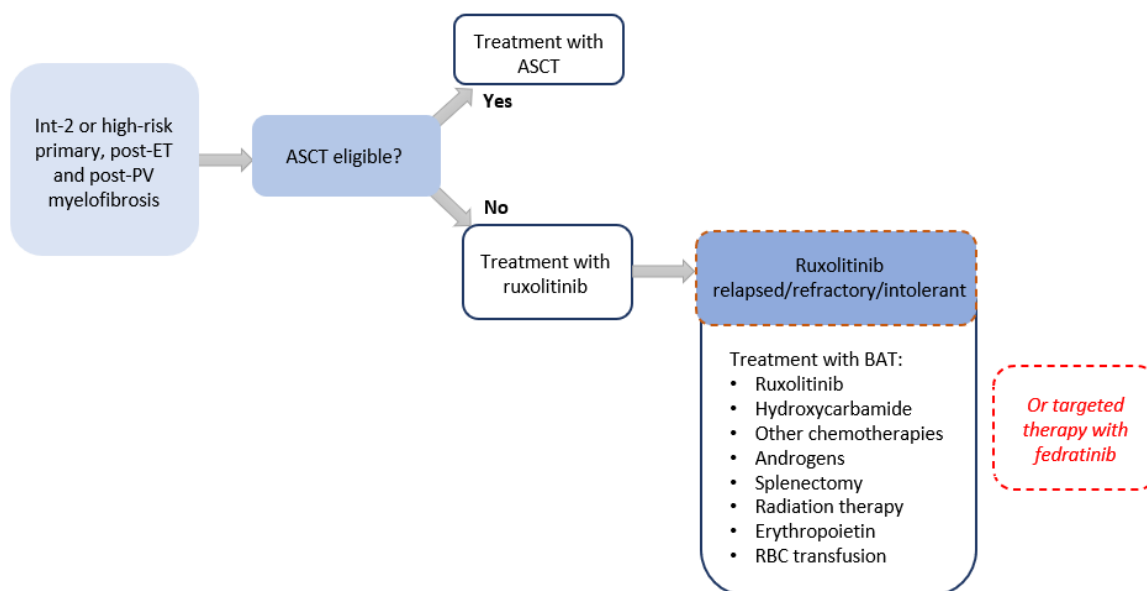 Treatment with
ASCT
Yes
Int-2 or high-risk
primary, post-ET
and post-PV
myelofibrosis
ASCT eligible?
No
Treatment with
ruxolitinib
Ruxolitinib
relapsed/refractory/intolerant
Treatment with BAT:
• Ruxolitinib
• Hydroxycarbamide
• Other chemotherapies
• Androgens
• Splenectomy
• Radiation therapy
• Erythropoietin
• RBC transfusion
Or targeted
therapy with
fedratinib